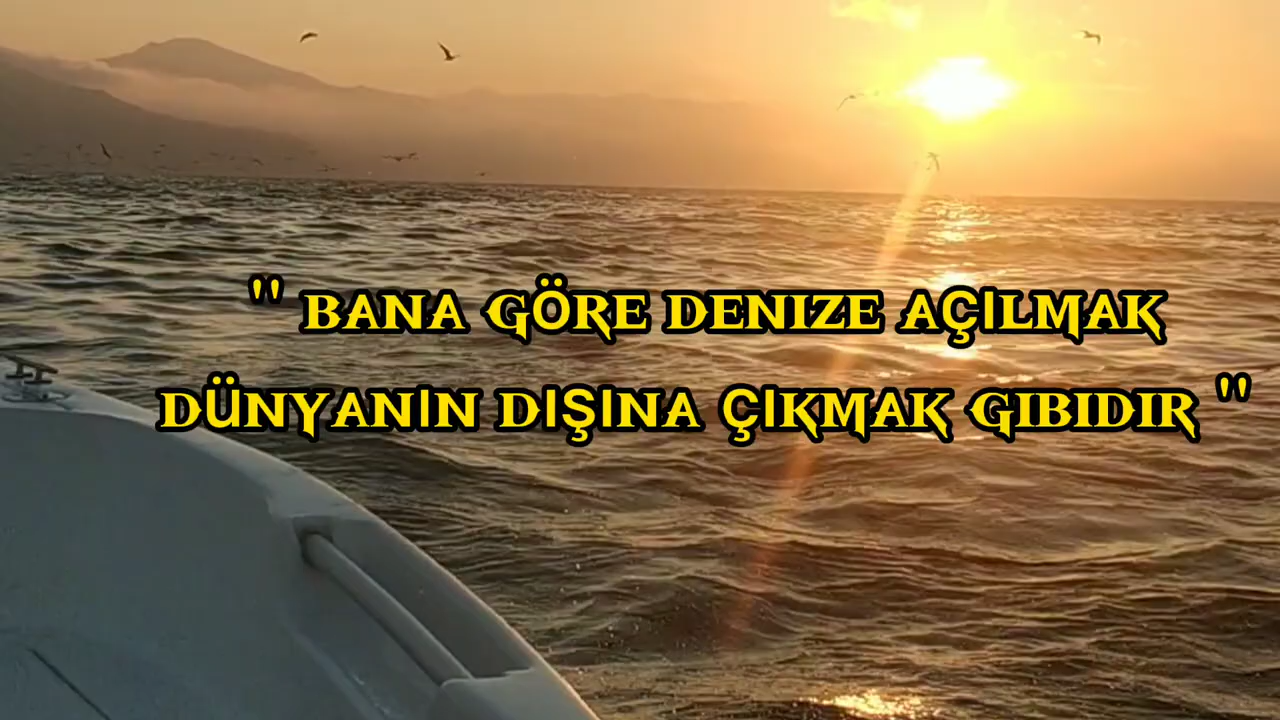 " BANA GÖRE DENIZE AÇILMAK
DÜNYANIN DIŞINA ÇIKMAK GIBIDIR "